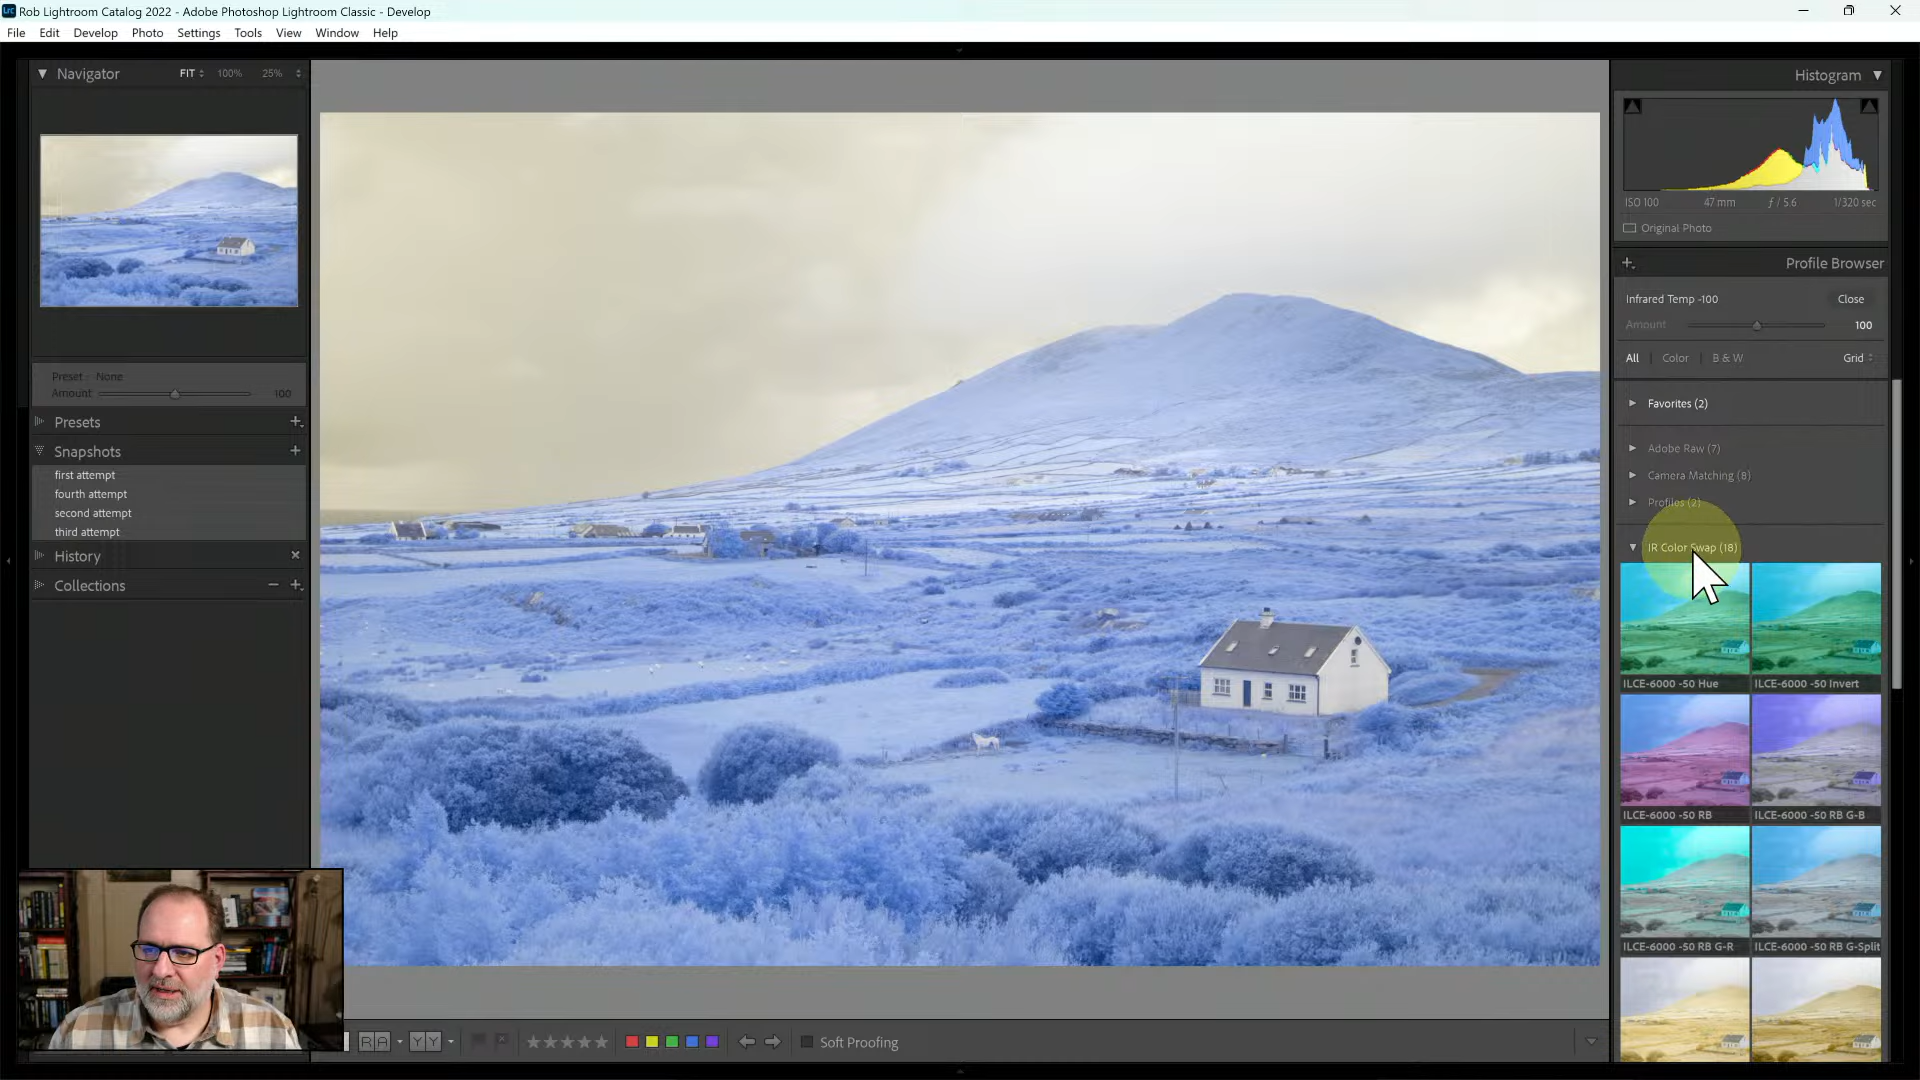 Lrc Rob Lightroom Catalog 2022 - Adobe Photoshop Lightroom Classic - Develop
File Edit Develop Photo Settings Tools View Window Help
Navigator FIT 100% 25%
Preset - None
Amount 100
Presets
Snapshots
first attempt
fourth attempt
second attempt
third attempt
History
Collections
Histogram
ISO 100 47 mm ƒ / 5.6 1/320 sec
Original Photo
Profile Browser
Infrared Temp -100 Close
Amount 100
All Color B & W Grid
Favorites (2)
Adobe Raw (7)
Camera Matching (8)
Profiles (2)
IR Color Swap (18)
ILCE-6000 -50 Hue ILCE-6000 -50 Invert
ILCE-6000 -50 RB ILCE-6000 -50 RB G-B
ILCE-6000 -50 RB G-R ILCE-6000 -50 RB G-Split
R A Y Y Soft Proofing